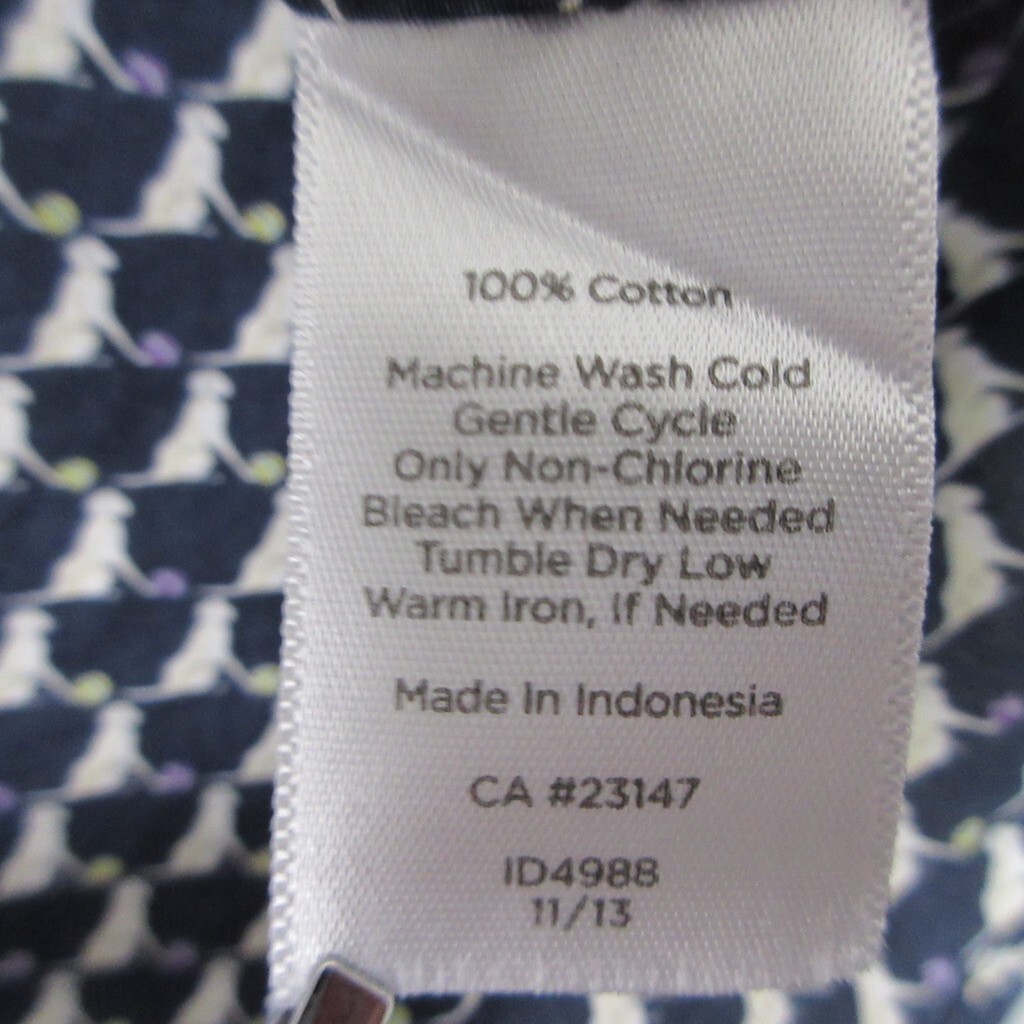 100% Cotton
Machine Wash Cold
Gentle Cycle
Only Non-Chlorine
Bleach When Needed
Tumble Dry Low
Warm Iron, If Needed
Made In Indonesia
CA #23147
ID4988
11/13